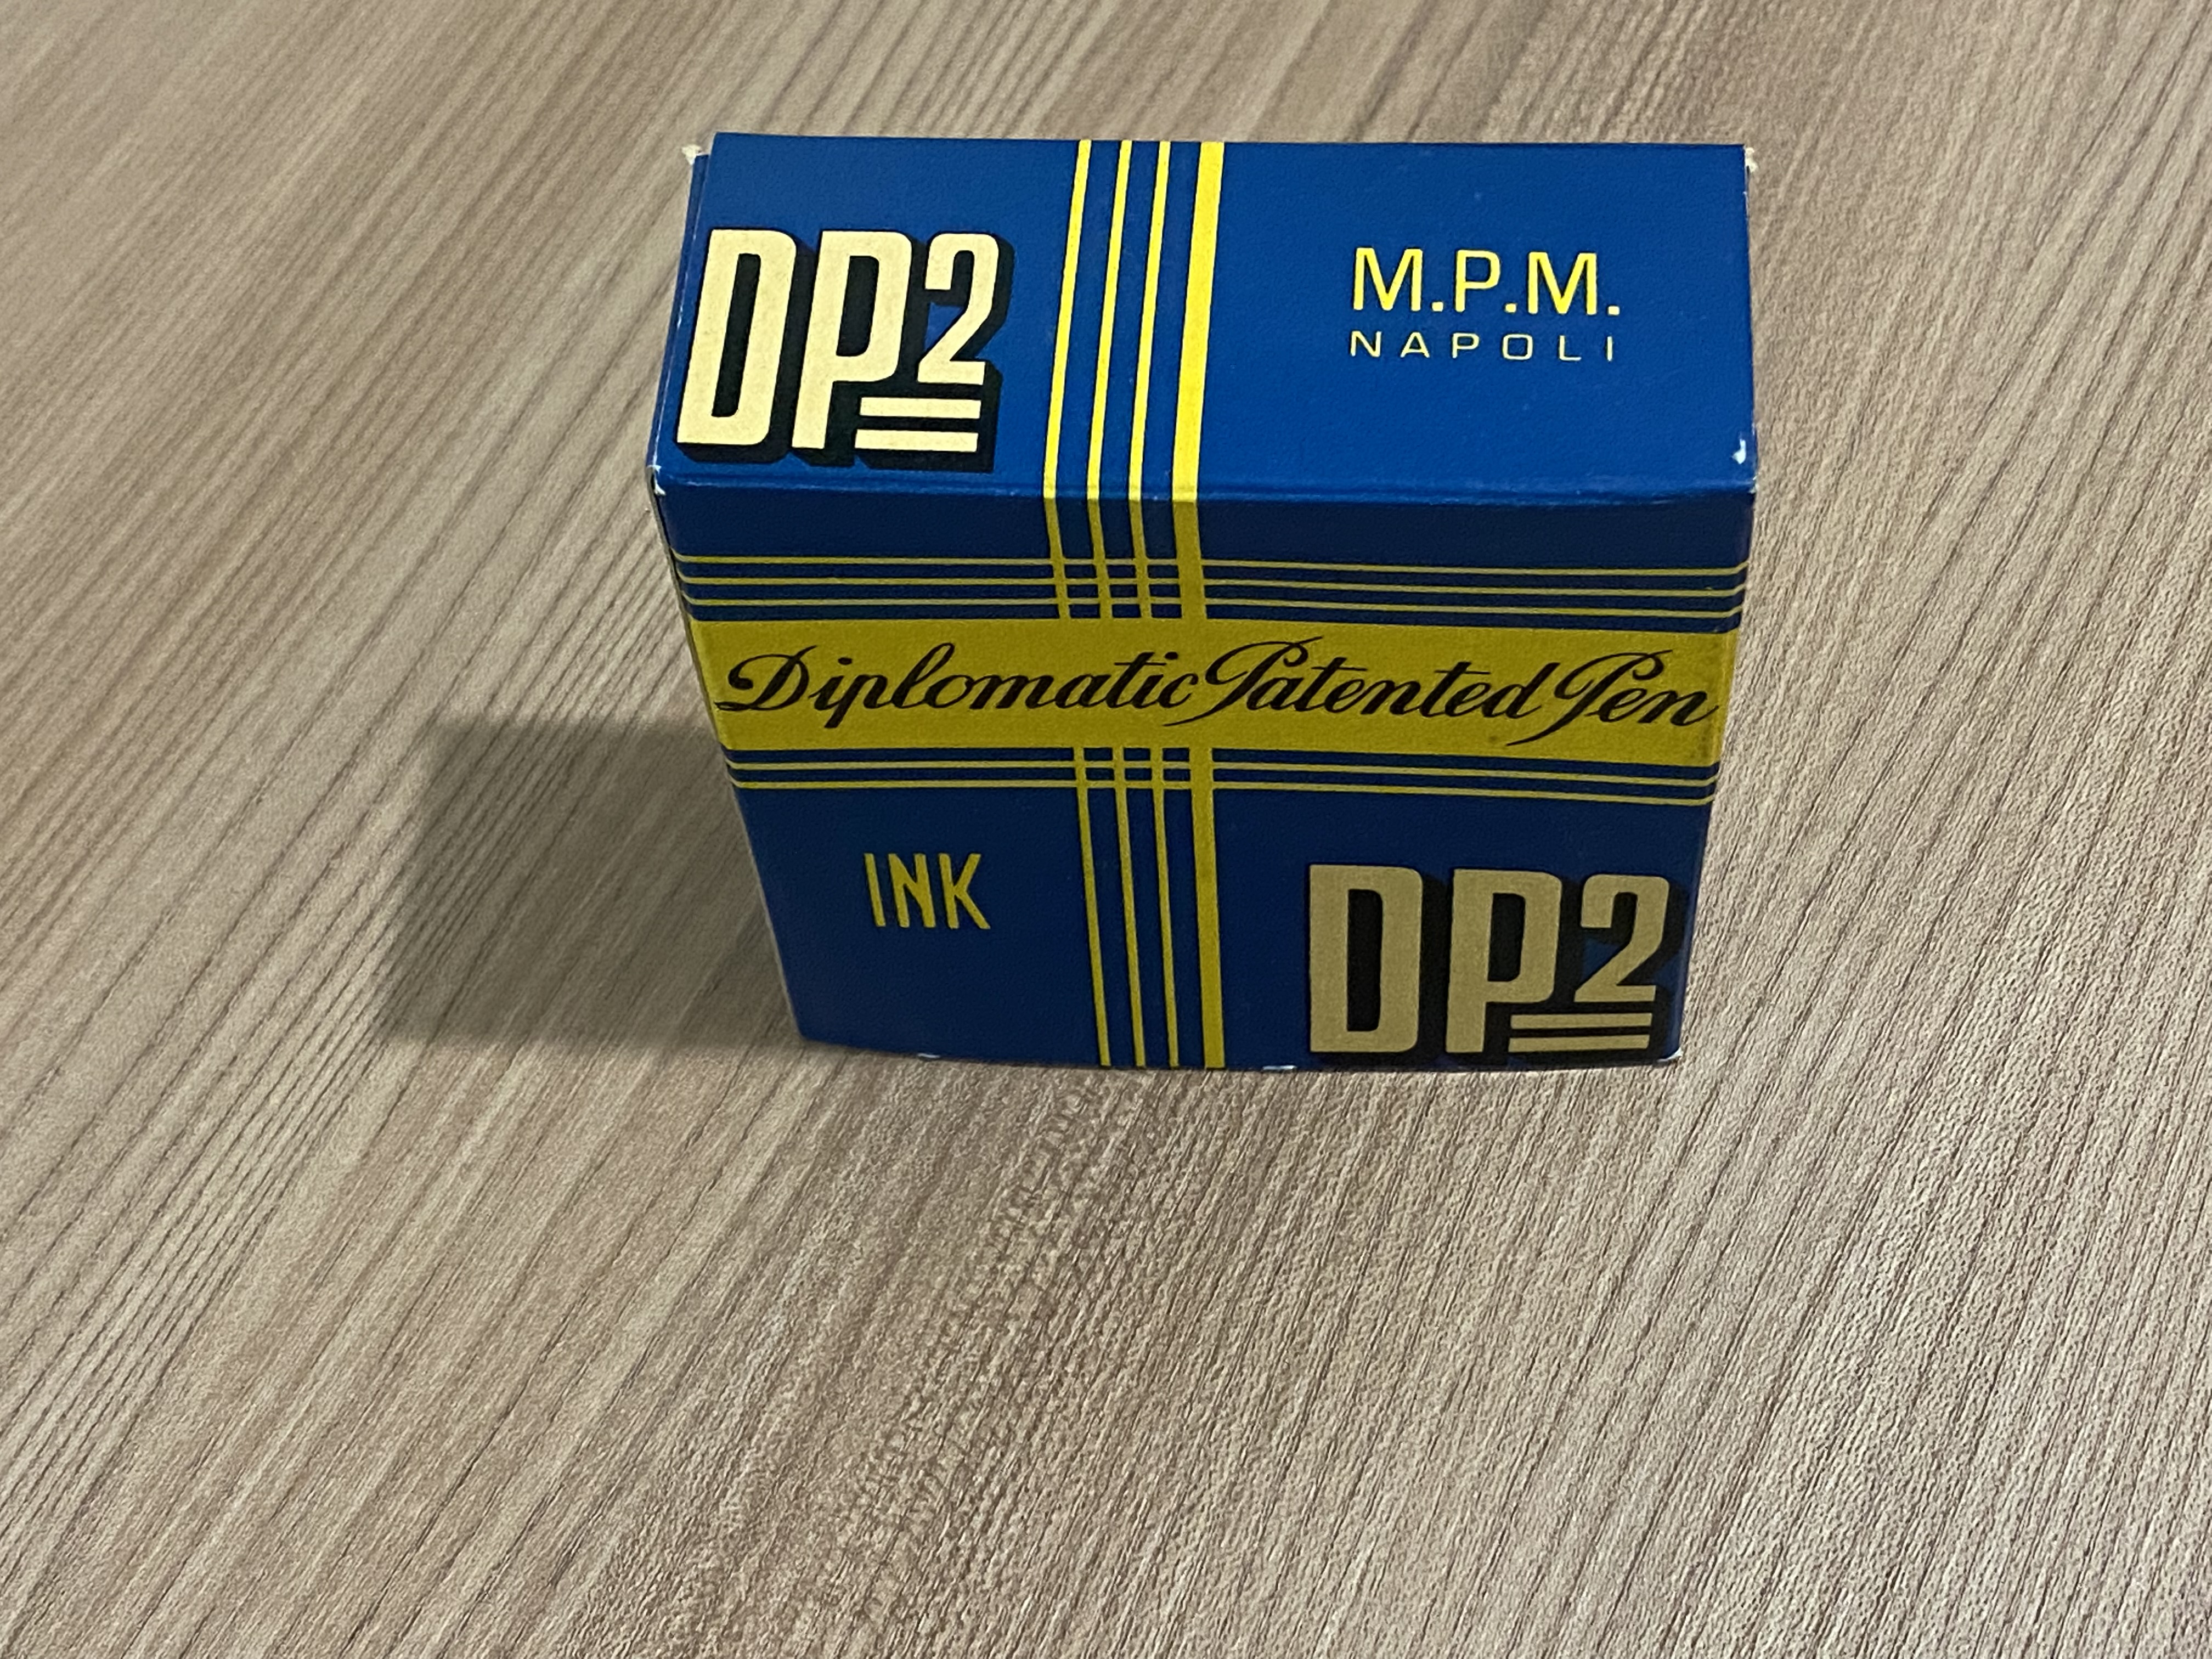 DP2
M.P.M.
NAPOLI
Diplomatic Patented Pen
INK
DP2